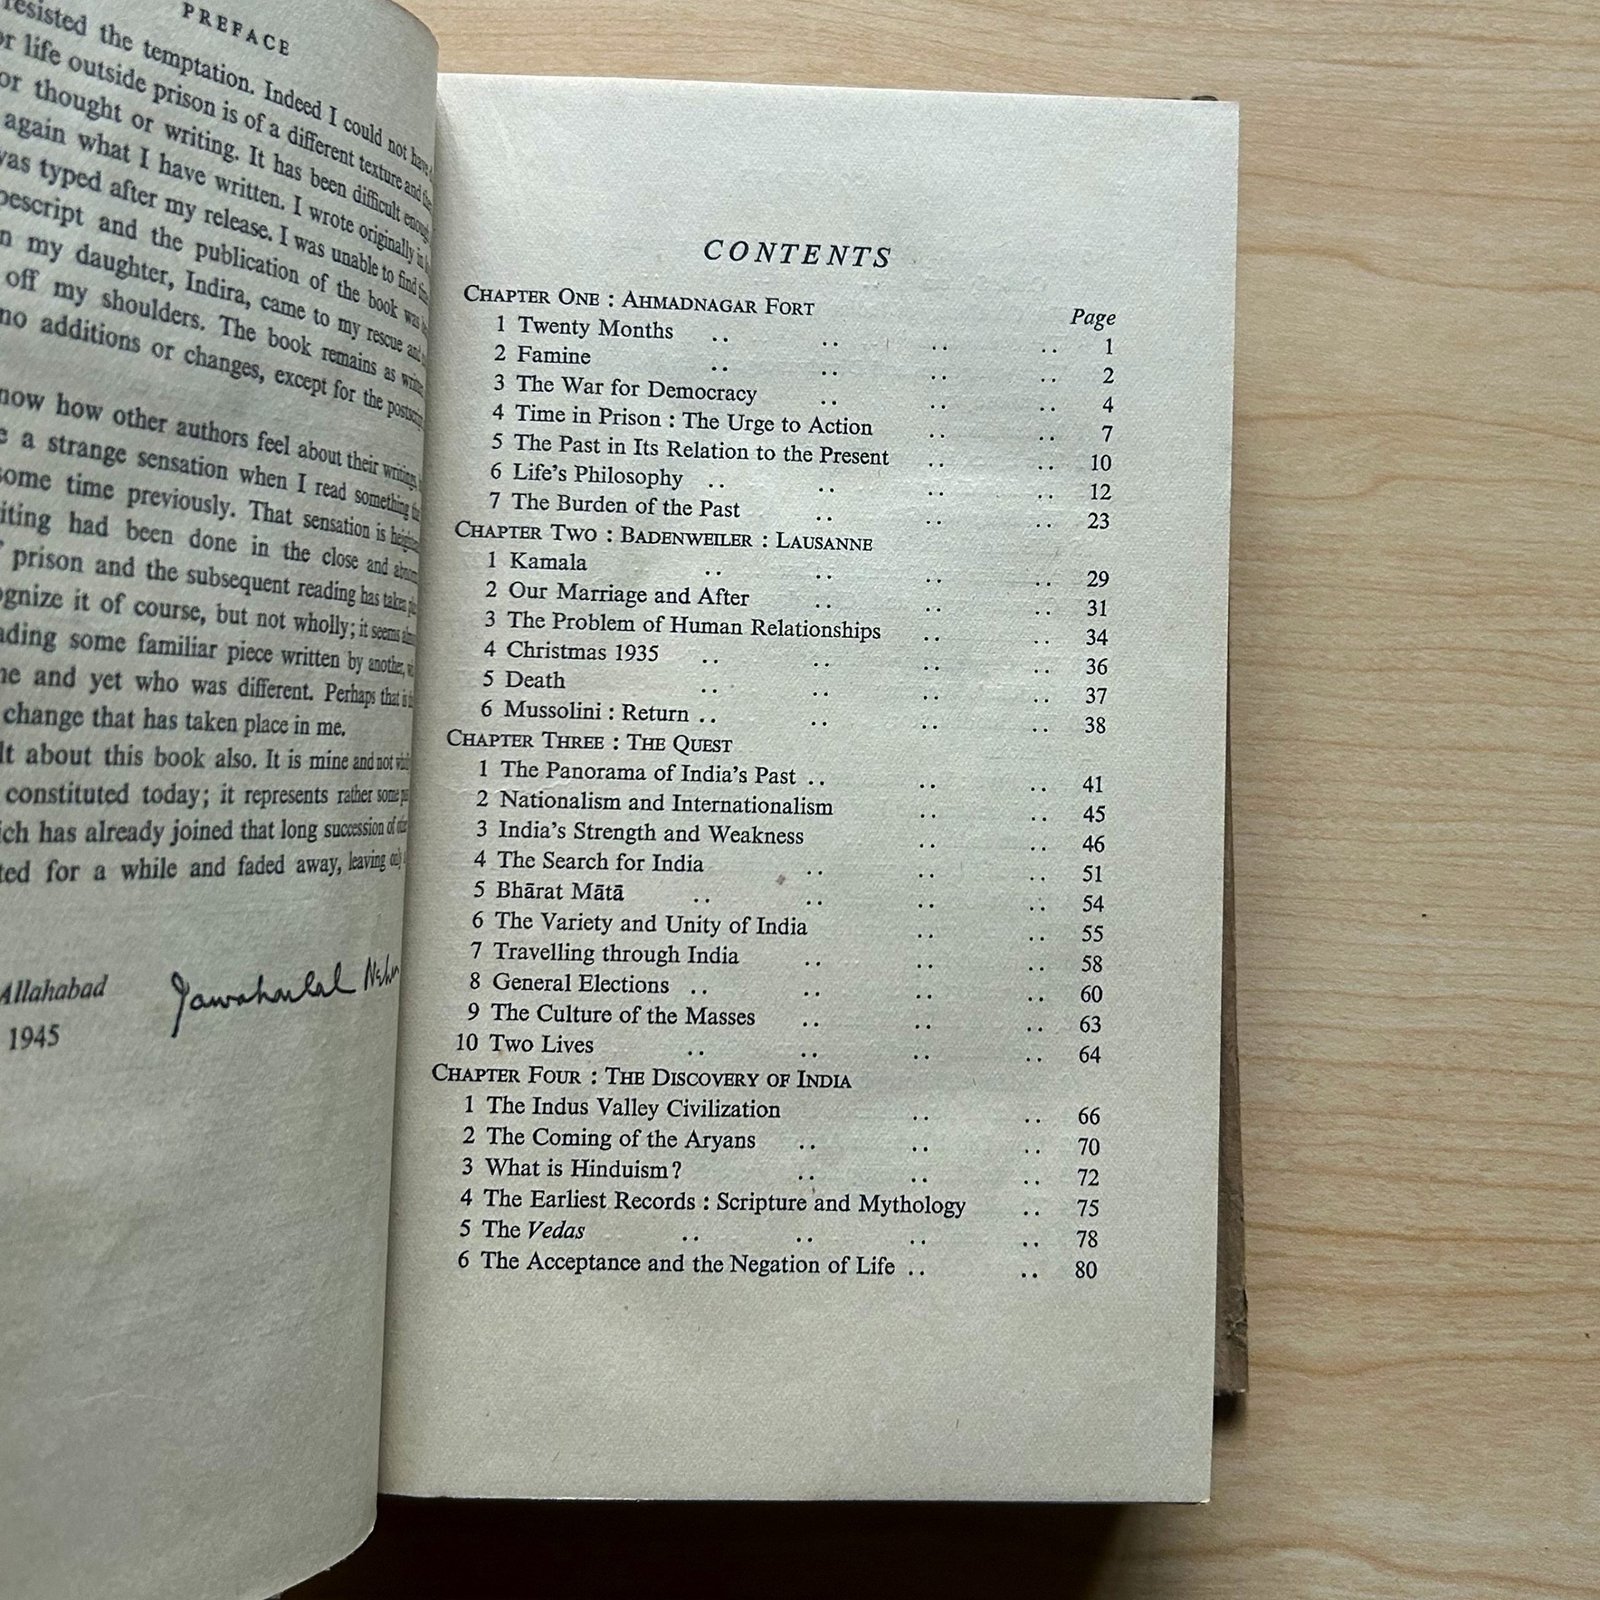 PREFACE
resisted the temptation. Indeed I could not have
or life outside prison is of a different texture and
or thought or writing. It has been difficult enough
again what I have written. I wrote originally in
was typed after my release. I was unable to find
and the publication of the book was
my daughter, Indira, came to my rescue and
off my shoulders. The book remains as
no additions or changes, except for the
how other authors feel about their writings,
a strange sensation when I read something
some time previously. That sensation is
had been done in the close and
prison and the subsequent reading has taken
it of course, but not wholly; it seems
some familiar piece written by another,
and yet who was different. Perhaps that is
change that has taken place in me.
about this book also. It is mine and not
constituted today; it represents rather some
has already joined that long succession of
for a while and faded away, leaving only
Allahabad
Jawaharlal Nehru
1945
CONTENTS
CHAPTER ONE : AHMADNAGAR FORT
Page
1 Twenty Months .. .. .. .. 1
2 Famine .. .. .. .. 2
3 The War for Democracy .. .. .. 4
4 Time in Prison : The Urge to Action .. .. 7
5 The Past in Its Relation to the Present .. .. 10
6 Life's Philosophy .. .. .. .. 12
7 The Burden of the Past .. .. .. 23
CHAPTER TWO : BADENWEILER : LAUSANNE
1 Kamala .. .. .. .. 29
2 Our Marriage and After .. .. .. 31
3 The Problem of Human Relationships .. .. 34
4 Christmas 1935 .. .. .. .. 36
5 Death .. .. .. .. 37
6 Mussolini : Return .. .. .. .. 38
CHAPTER THREE : THE QUEST
1 The Panorama of India's Past .. .. .. 41
2 Nationalism and Internationalism .. .. 45
3 India's Strength and Weakness .. .. 46
4 The Search for India .. .. .. 51
5 Bhārat Mātā .. .. .. .. 54
6 The Variety and Unity of India .. .. 55
7 Travelling through India .. .. .. 58
8 General Elections .. .. .. .. 60
9 The Culture of the Masses .. .. .. 63
10 Two Lives .. .. .. .. 64
CHAPTER FOUR : THE DISCOVERY OF INDIA
1 The Indus Valley Civilization .. .. 66
2 The Coming of the Aryans .. .. .. 70
3 What is Hinduism? .. .. .. 72
4 The Earliest Records : Scripture and Mythology .. 75
5 The Vedas .. .. .. .. 78
6 The Acceptance and the Negation of Life .. .. 80